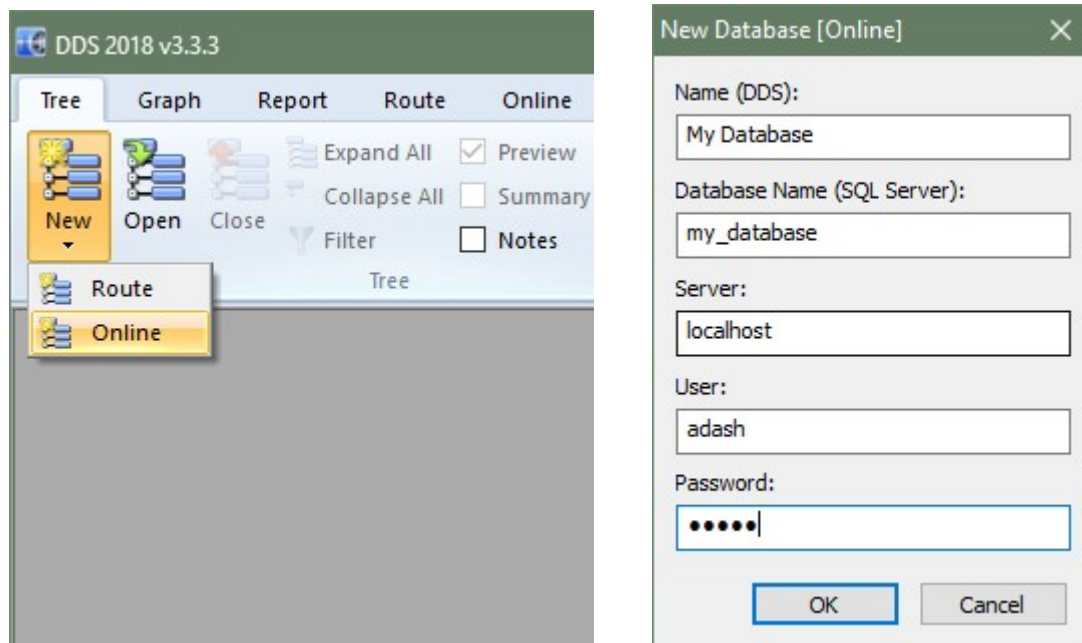 DDS 2018 v3.3.3
Tree Graph Report Route Online
New
Open
Close
Expand All
Collapse All
Filter
Preview
Summary
Notes
Tree
Route
Online
New Database [Online]
Name (DDS):
My Database
Database Name (SQL Server):
my_database
Server:
localhost
User:
adash
Password:
●●●●●
OK Cancel